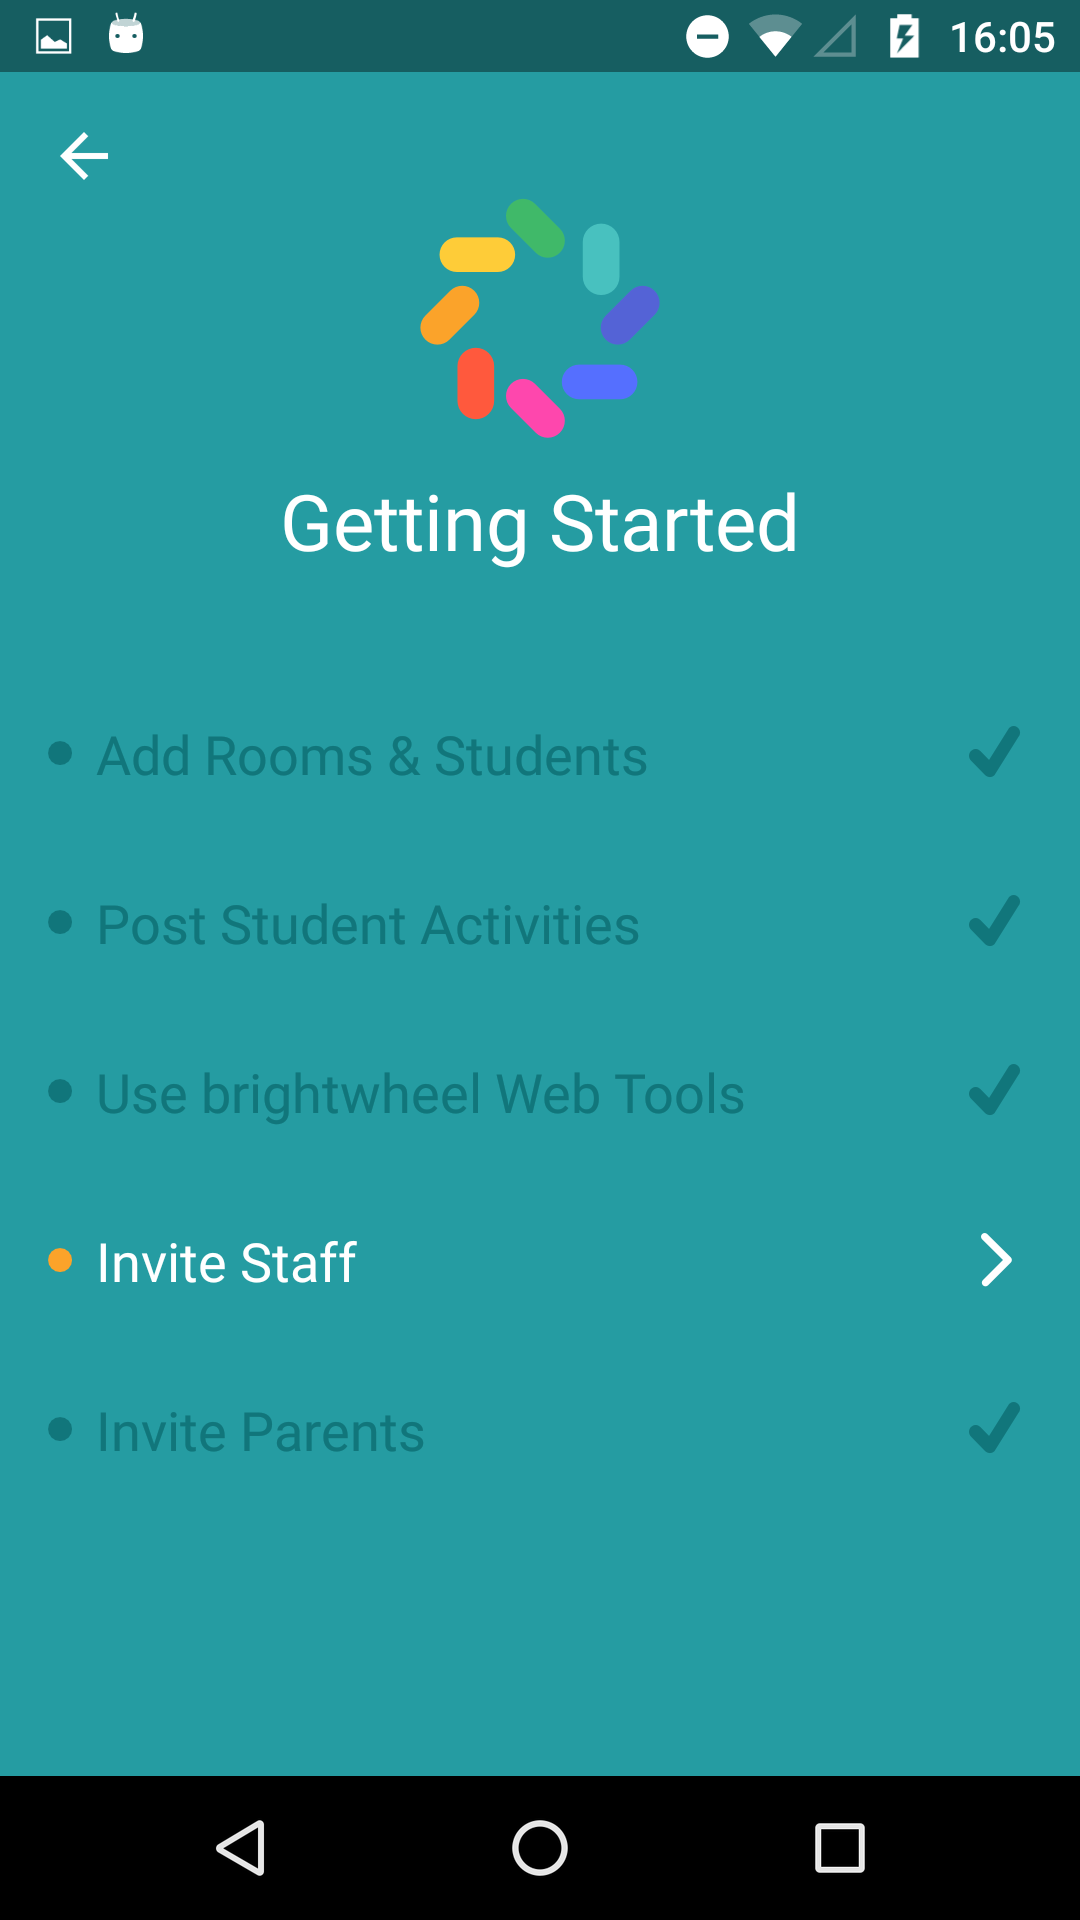 16:05
Getting Started
Add Rooms & Students
Post Student Activities
Use brightwheel Web Tools
Invite Staff
Invite Parents